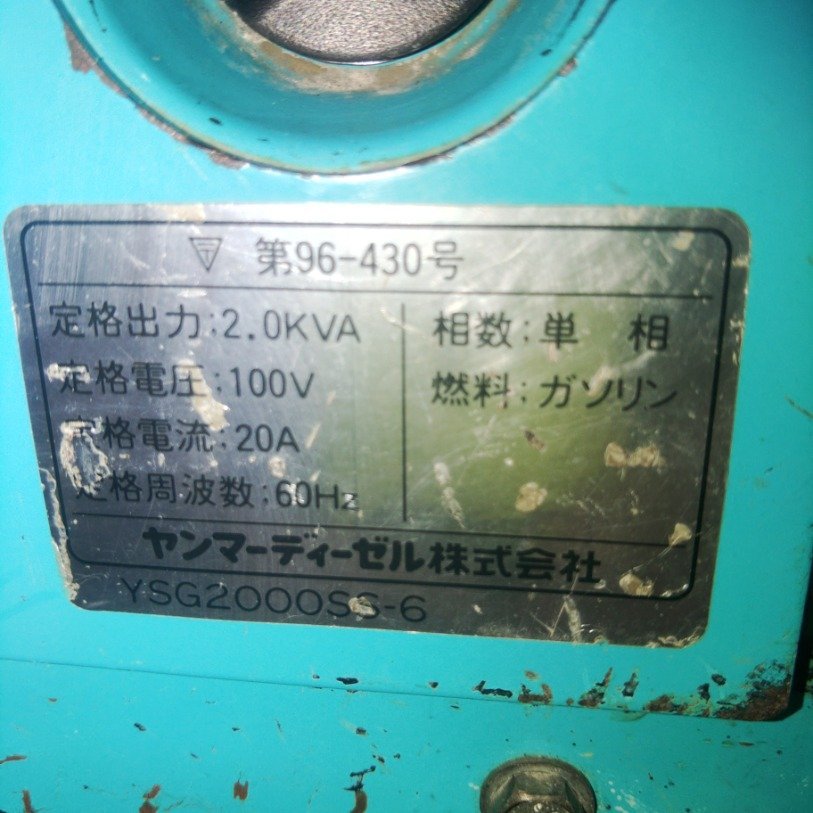 〒 第96-430号
定格出力:2.0KVA
定格電圧:100V
定格電流:20A
定格周波数:60Hz
相数:単 相
燃料:ガソリン
ヤンマーディーゼル株式会社
YSG2000SS-6